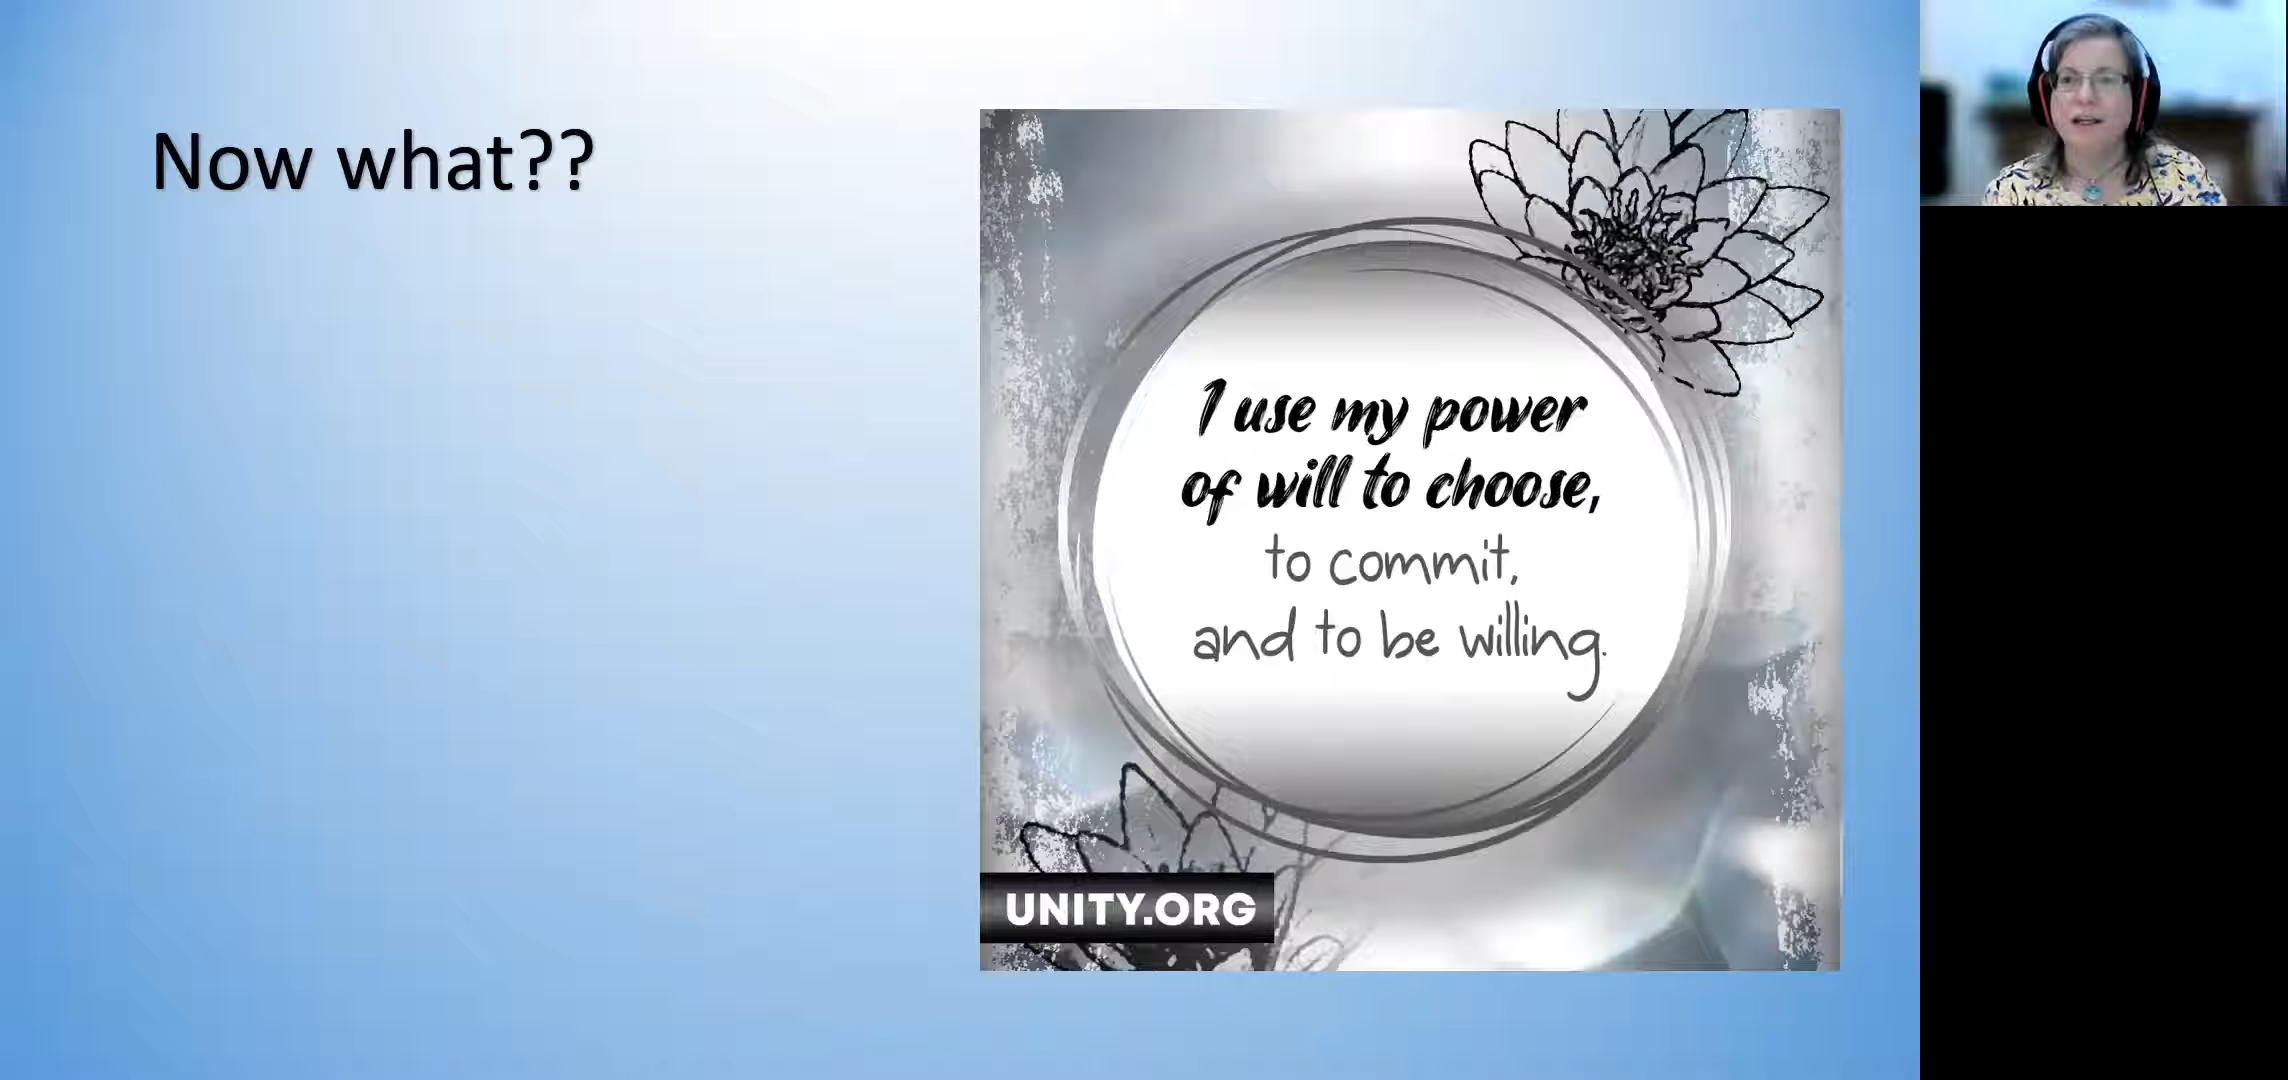 Now what??
I use my power
of will to choose,
to commit,
and to be willing.
UNITY.ORG